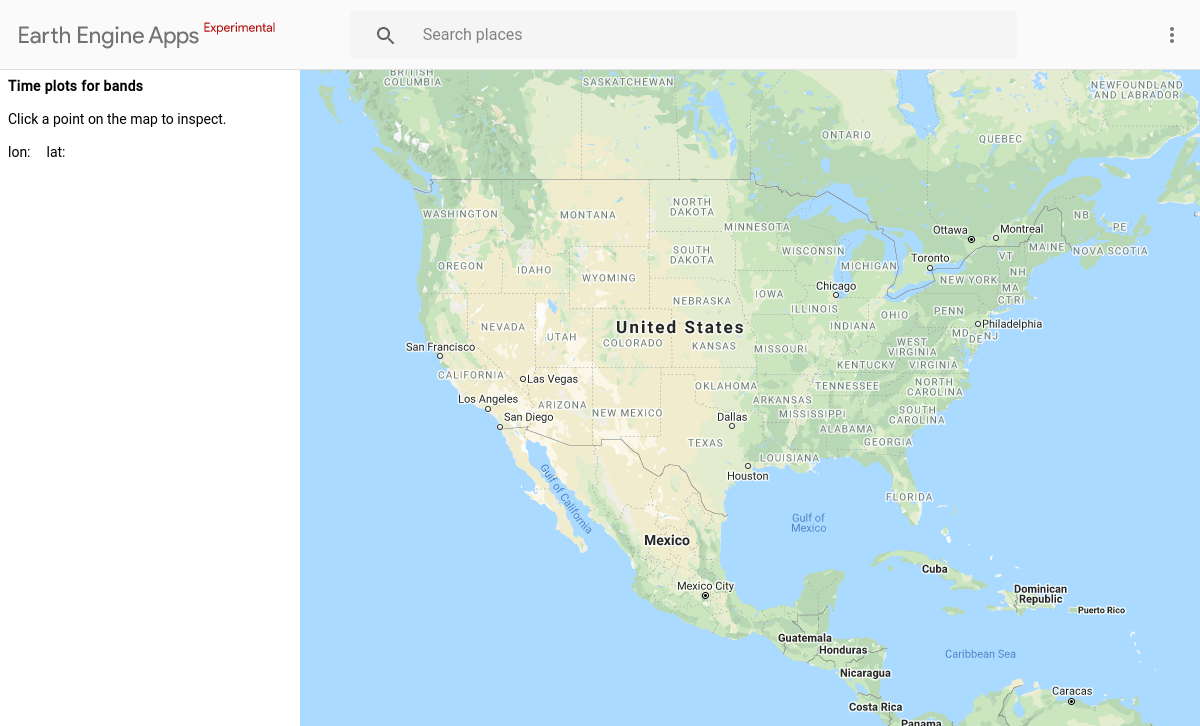 Earth Engine Apps Experimental
Search places
Time plots for bands
Click a point on the map to inspect.
lon: lat:
BRITISH
COLUMBIA
SASKATCHEWAN
NEWFOUNDLAND
AND LABRADOR
ONTARIO
QUEBEC
WASHINGTON
MONTANA
NORTH
DAKOTA
MINNESOTA
Ottawa
Montreal
NB
PE
MAINE
NOVA SCOTIA
OREGON
IDAHO
WYOMING
SOUTH
DAKOTA
WISCONSIN
MICHIGAN
Toronto
VT
NH
NEW YORK
MA
CT RI
Chicago
IOWA
NEBRASKA
ILLINOIS
INDIANA
OHIO
PENN
Philadelphia
MD
DE
NJ
NEVADA
UTAH
United States
COLORADO
KANSAS
MISSOURI
WEST
VIRGINIA
KENTUCKY
VIRGINIA
San Francisco
CALIFORNIA
Las Vegas
OKLAHOMA
TENNESSEE
NORTH
CAROLINA
Los Angeles
ARIZONA
NEW MEXICO
ARKANSAS
MISSISSIPPI
SOUTH
CAROLINA
San Diego
Dallas
ALABAMA
GEORGIA
TEXAS
LOUISIANA
Houston
FLORIDA
Gulf of California
Gulf of
Mexico
Mexico
Mexico City
Cuba
Dominican
Republic
Puerto Rico
Guatemala
Honduras
Caribbean Sea
Nicaragua
Caracas
Costa Rica
Panama